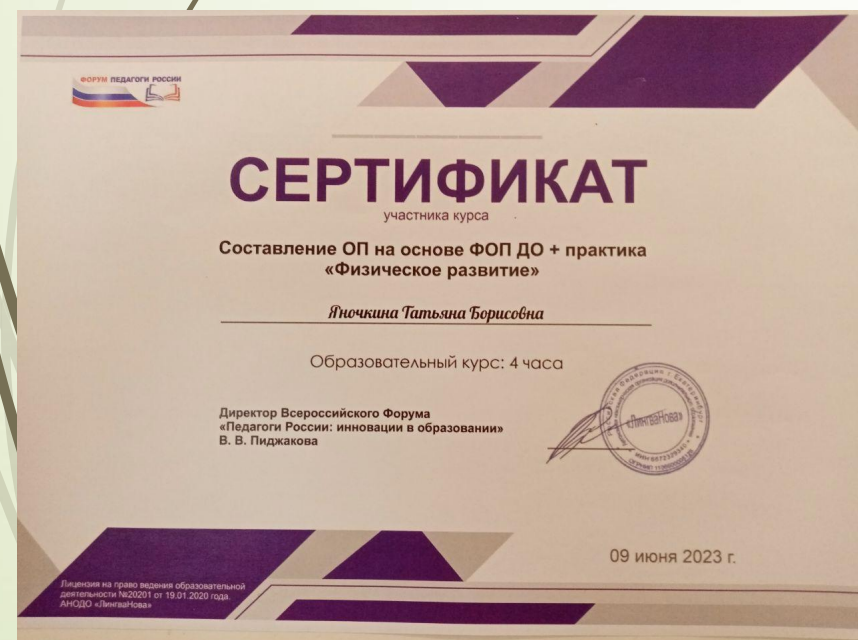 ФОРУМ ПЕДАГОГИ РОССИИ
СЕРТИФИКАТ
участника курса
Составление ОП на основе ФОП ДО + практика
«Физическое развитие»
Яночкина Татьяна Борисовна
Образовательный курс: 4 часа
Директор Всероссийского Форума
«Педагоги России: инновации в образовании»
В. В. Пиджакова
«ЛингваНова»
09 июня 2023 г.
Лицензия на право ведения образовательной
деятельности №20201 от 19.01.2020 года.
АНОДО «ЛингваНова»